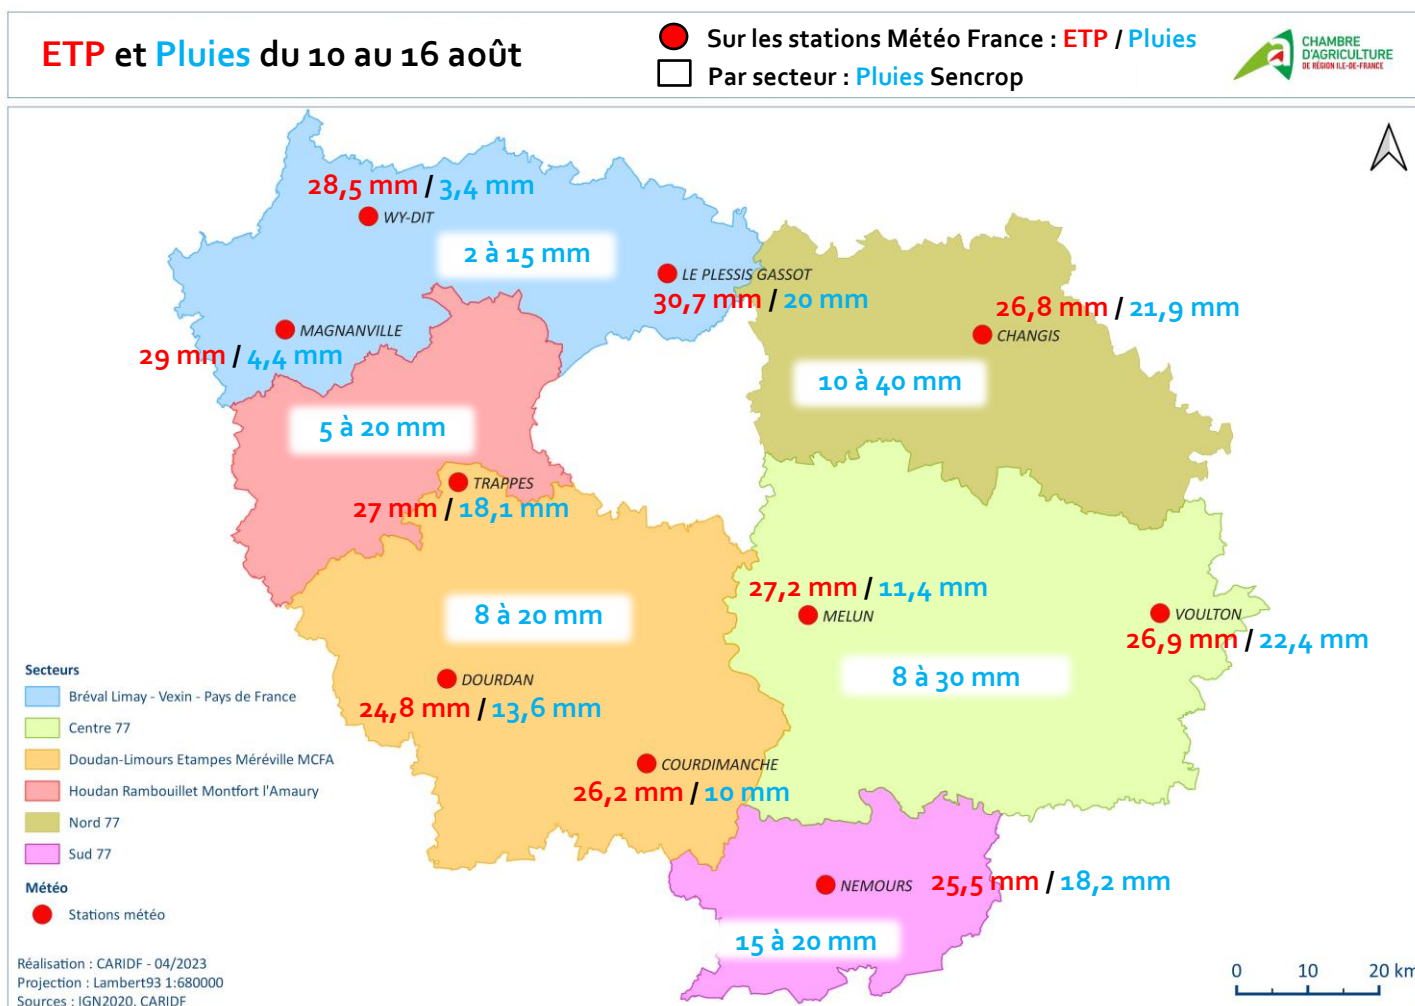 ETP et Pluies du 10 au 16 août
Sur les stations Météo France : ETP / Pluies
Par secteur : Pluies Sencrop
CHAMBRE
D'AGRICULTURE
DE RÉGION ILE-DE-FRANCE
28,5 mm / 3,4 mm
WY-DIT
2 à 15 mm
LE PLESSIS GASSOT
30,7 mm / 20 mm
26,8 mm / 21,9 mm
CHANGIS
MAGNANVILLE
29 mm / 4,4 mm
10 à 40 mm
5 à 20 mm
TRAPPES
27 mm / 18,1 mm
27,2 mm / 11,4 mm
MELUN
VOULTON
26,9 mm / 22,4 mm
8 à 20 mm
8 à 30 mm
DOURDAN
24,8 mm / 13,6 mm
COURDIMANCHE
26,2 mm / 10 mm
NEMOURS
25,5 mm / 18,2 mm
15 à 20 mm
Secteurs
Bréval Limay - Vexin - Pays de France
Centre 77
Doudan-Limours Etampes Méréville MCFA
Houdan Rambouillet Montfort l'Amaury
Nord 77
Sud 77
Météo
Stations météo
Réalisation : CARIDF - 04/2023
Projection : Lambert93 1:680000
Sources : IGN2020, CARIDF
0 10 20 km